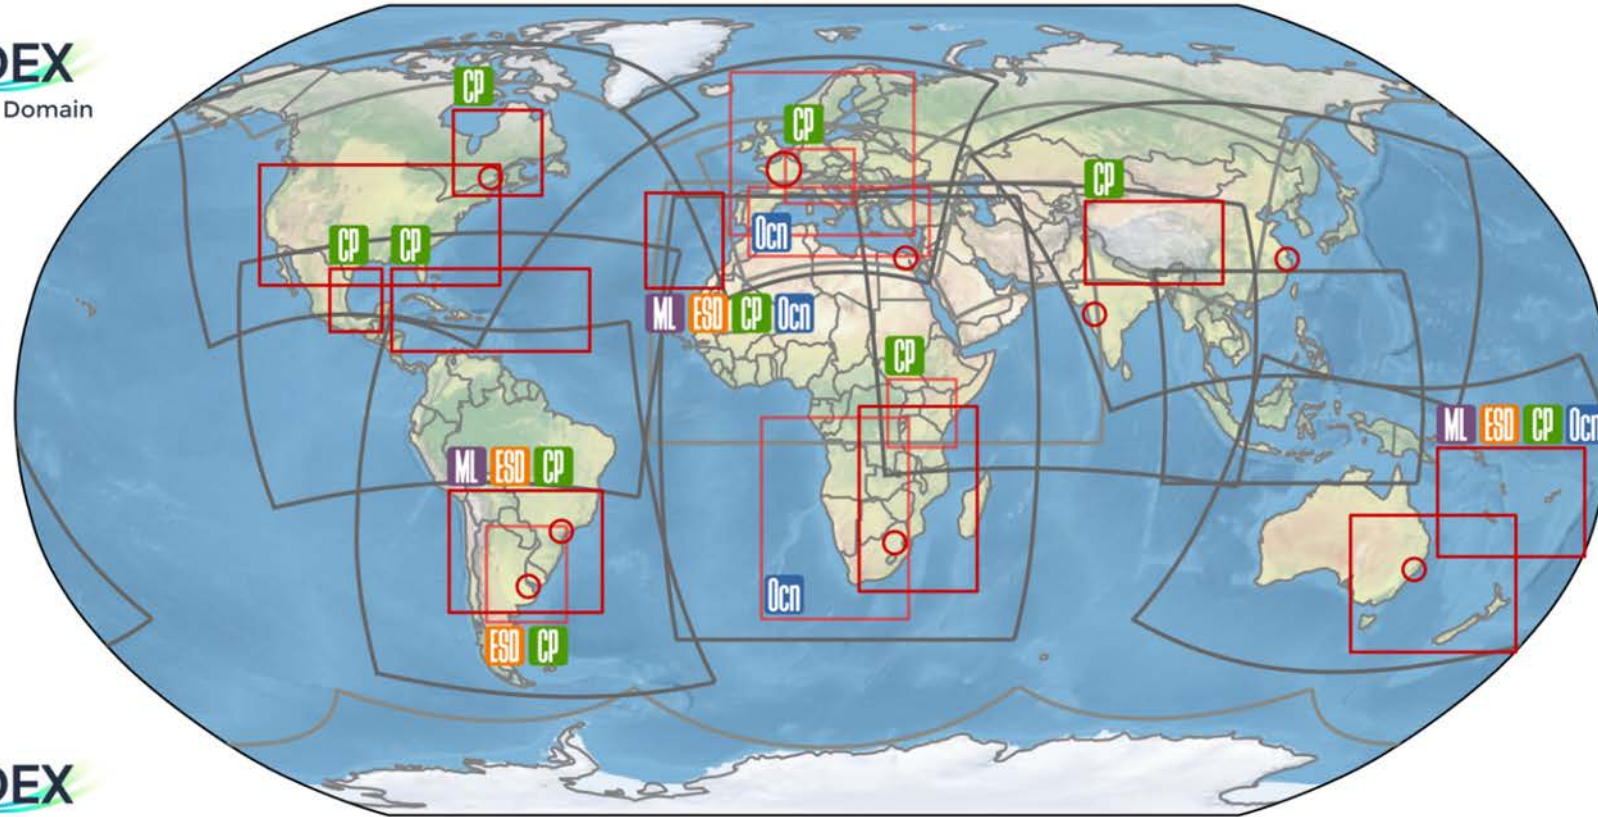 DEX
Domain
CP
CP
CP
CP CP
Ocn
ML ESD CP Ocn
CP
ML ESD CP Ocn
ML ESD CP
Ocn
ESD CP
DEX